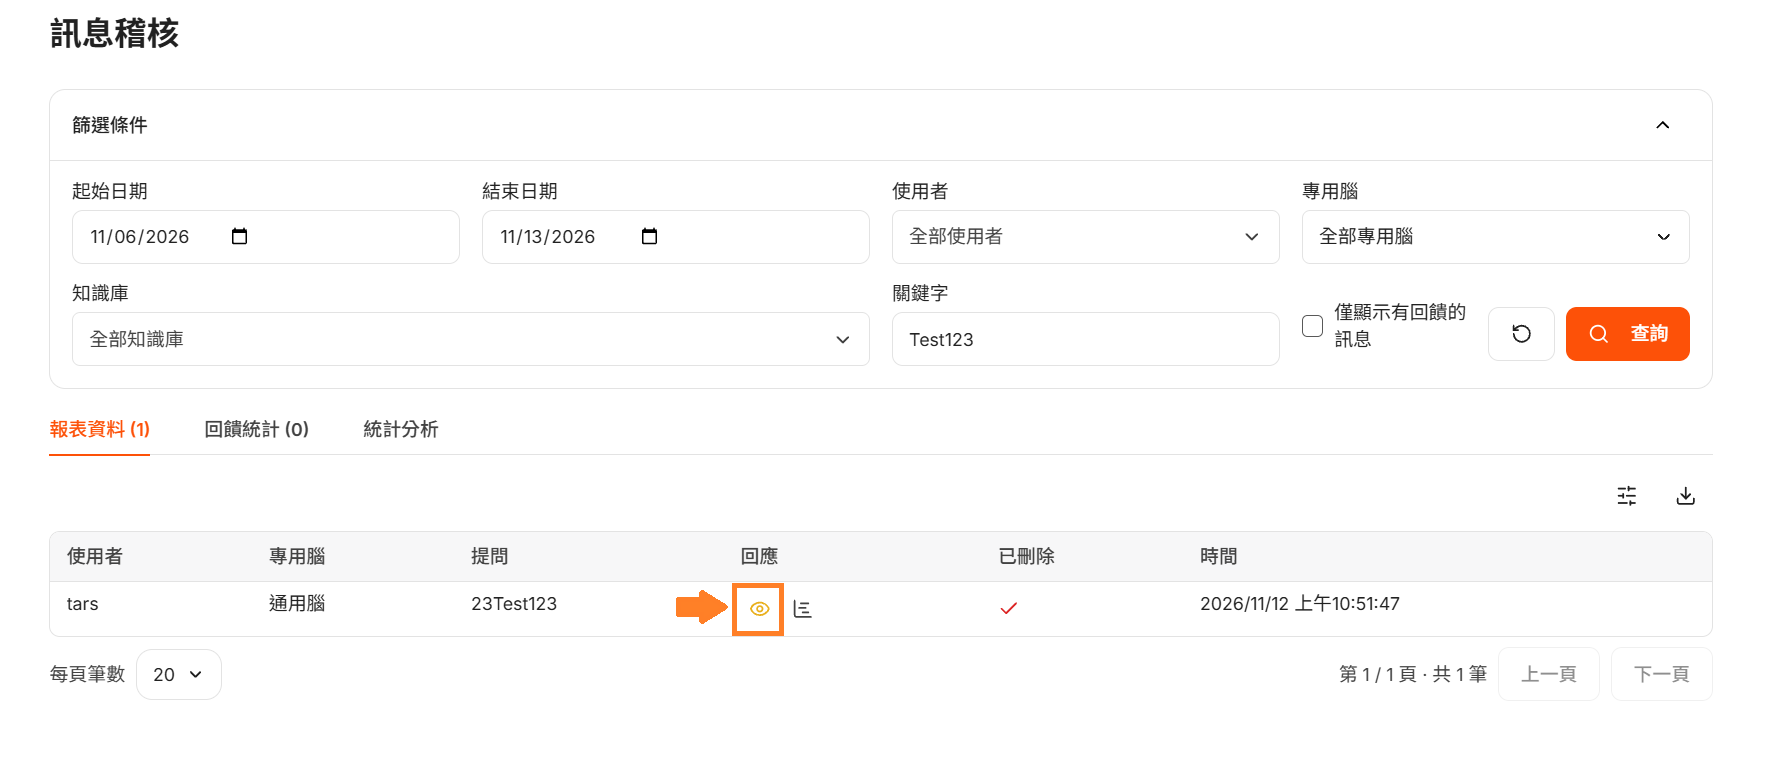 訊息稽核
篩選條件
起始日期 結束日期 使用者 專用腦
11/06/2026 11/13/2026 全部使用者 全部專用腦
知識庫 關鍵字
全部知識庫 Test123 僅顯示有回饋的
訊息 查詢
報表資料 (1) 回饋統計 (0) 統計分析
使用者 專用腦 提問 回應 已刪除 時間
tars 通用腦 23Test123 2026/11/12 上午10:51:47
每頁筆數 20 第 1 / 1 頁 · 共 1 筆 上一頁 下一頁